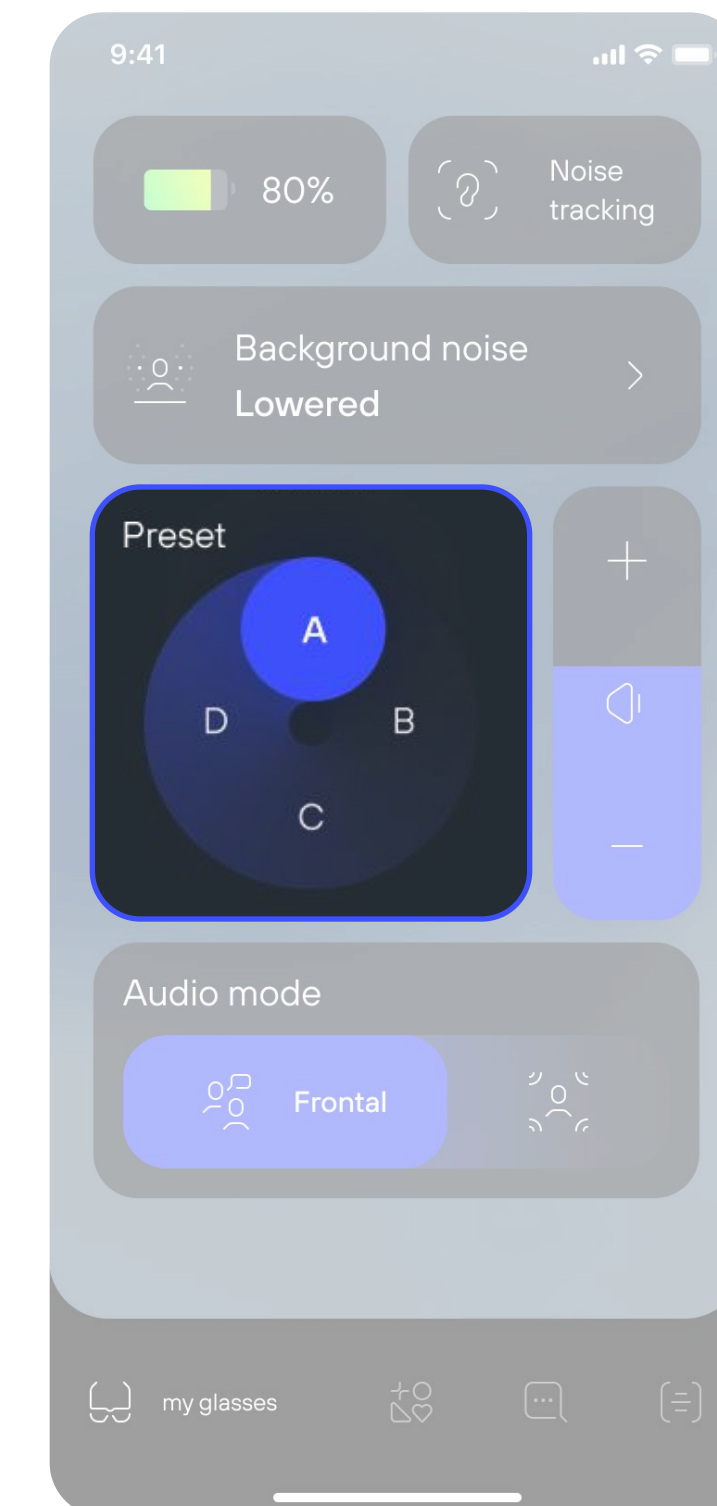 9:41
80%
Noise
tracking
Background noise
Lowered
Preset
A
D
B
C
Audio mode
Frontal
my glasses